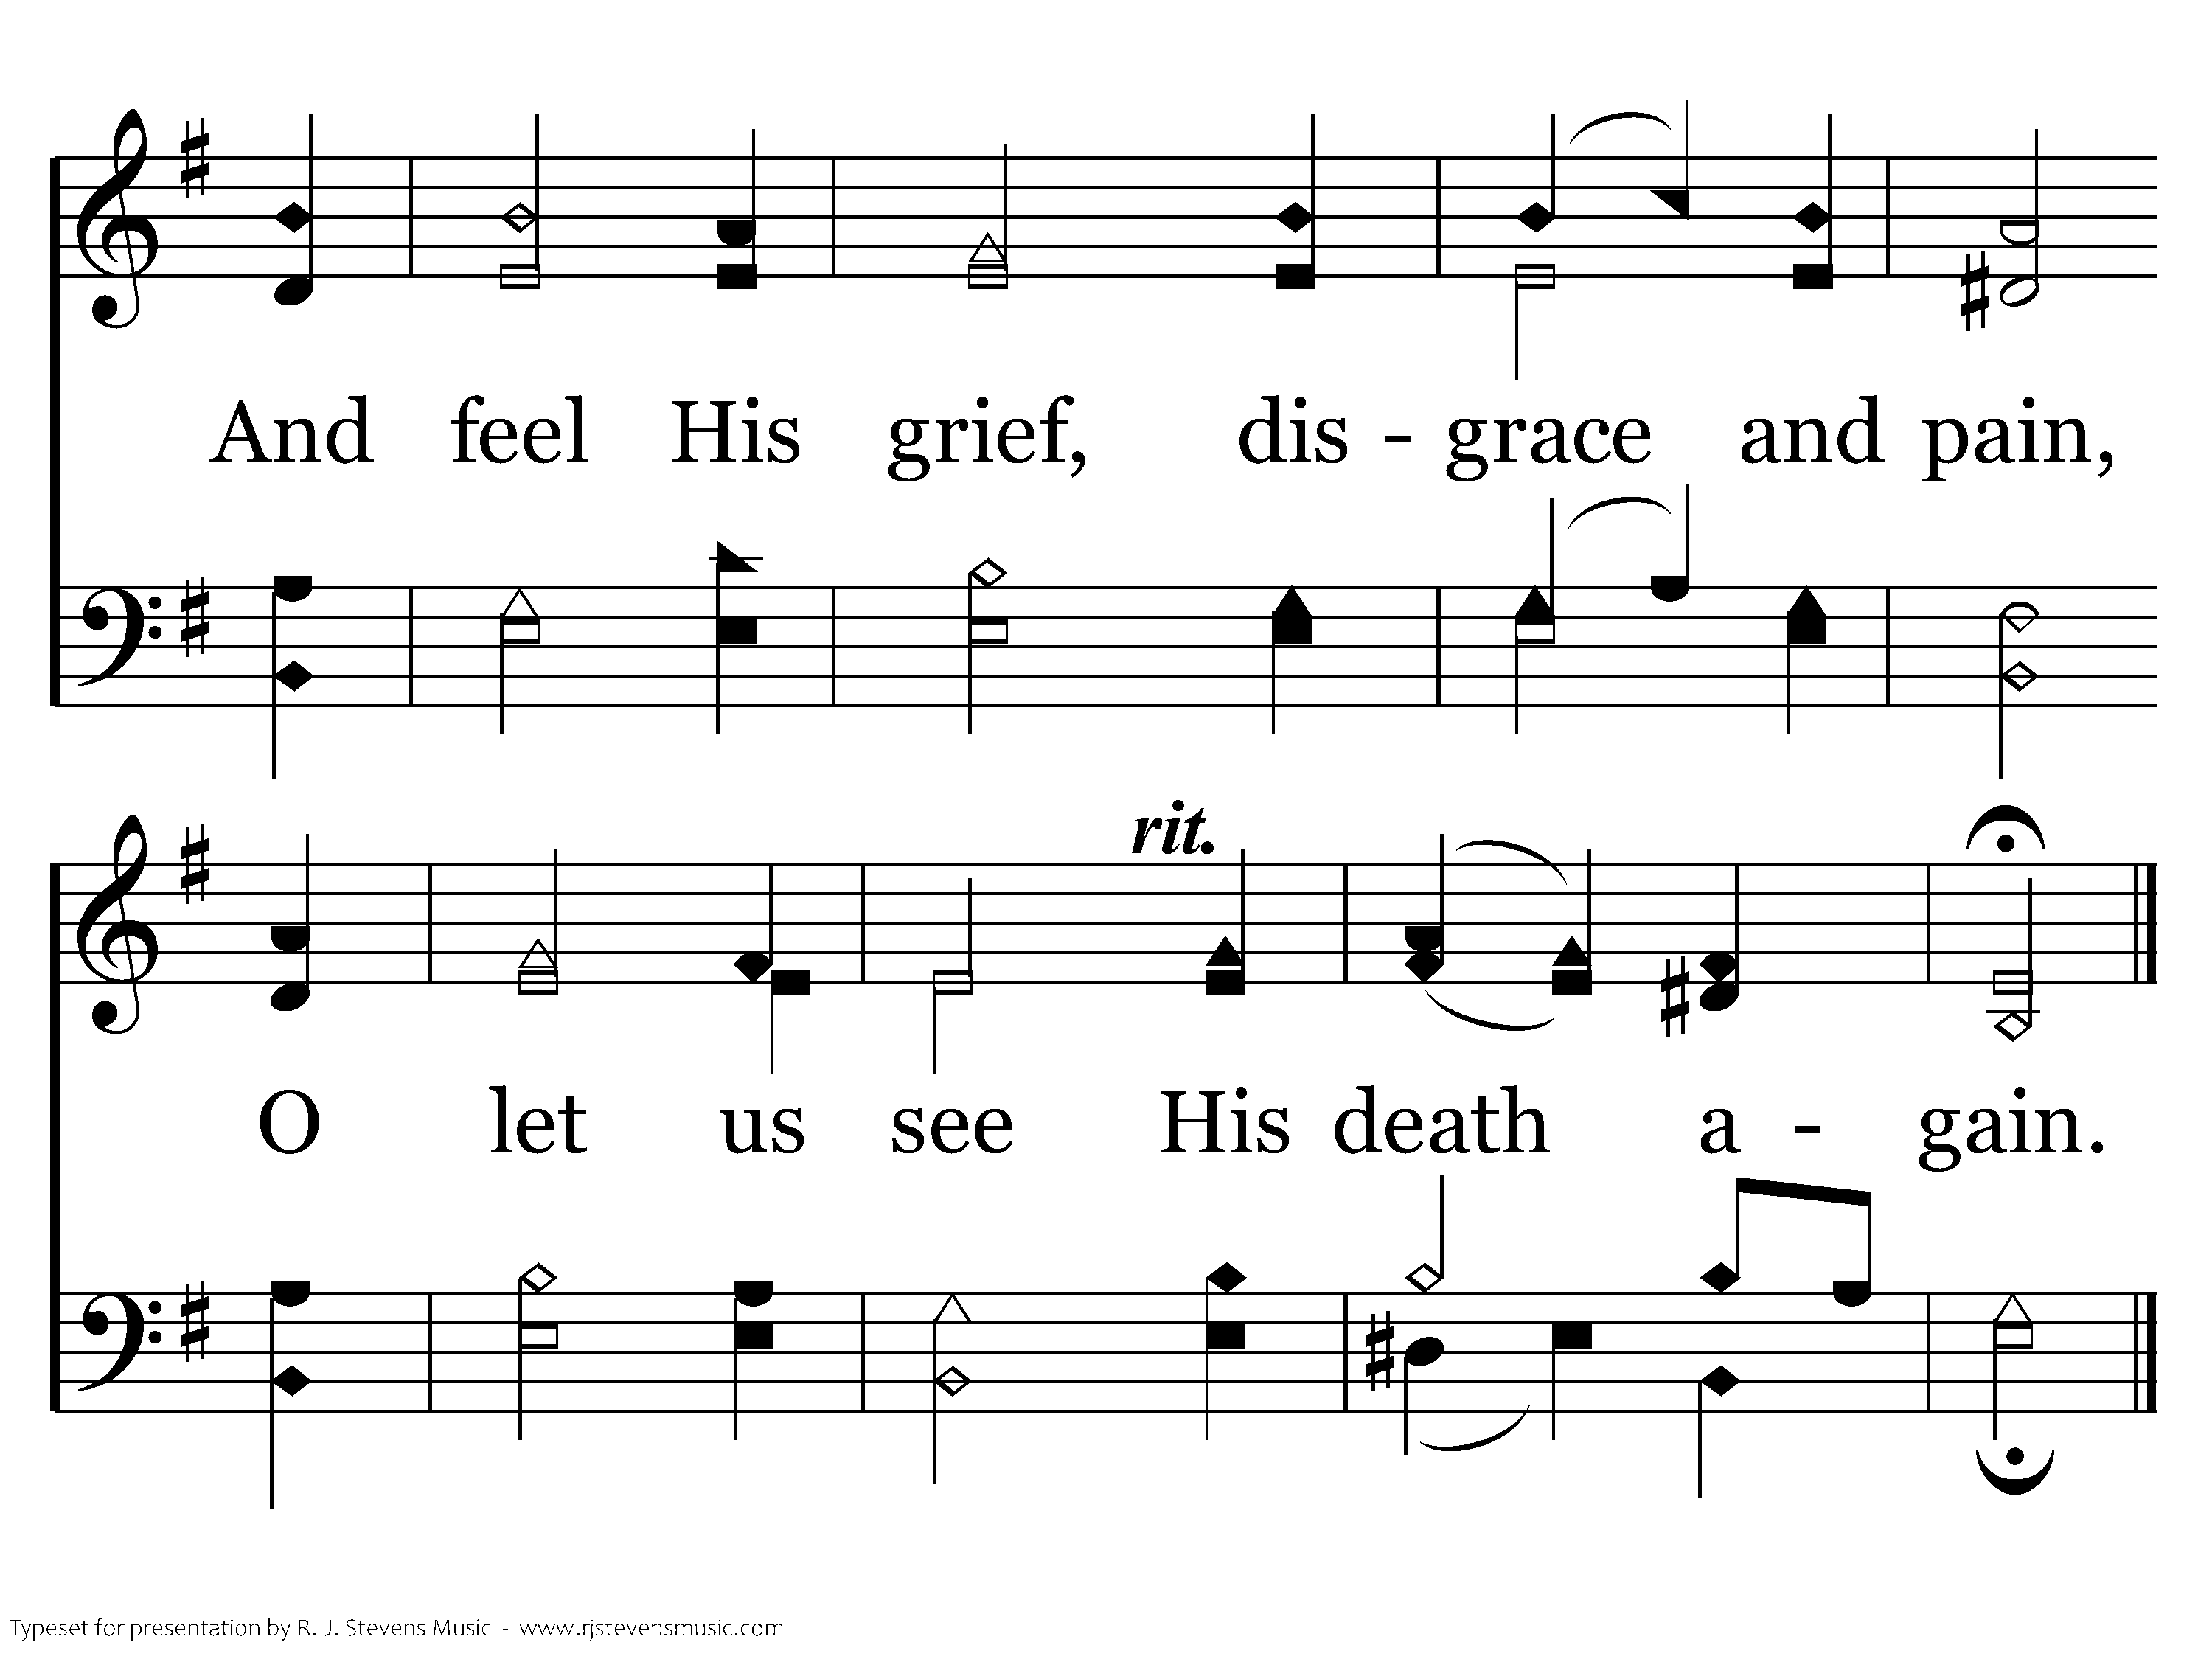 And feel His grief, dis - grace and pain,
rit.
O let us see His death a - gain.
Typeset for presentation by R. J. Stevens Music - www.rjstevensmusic.com